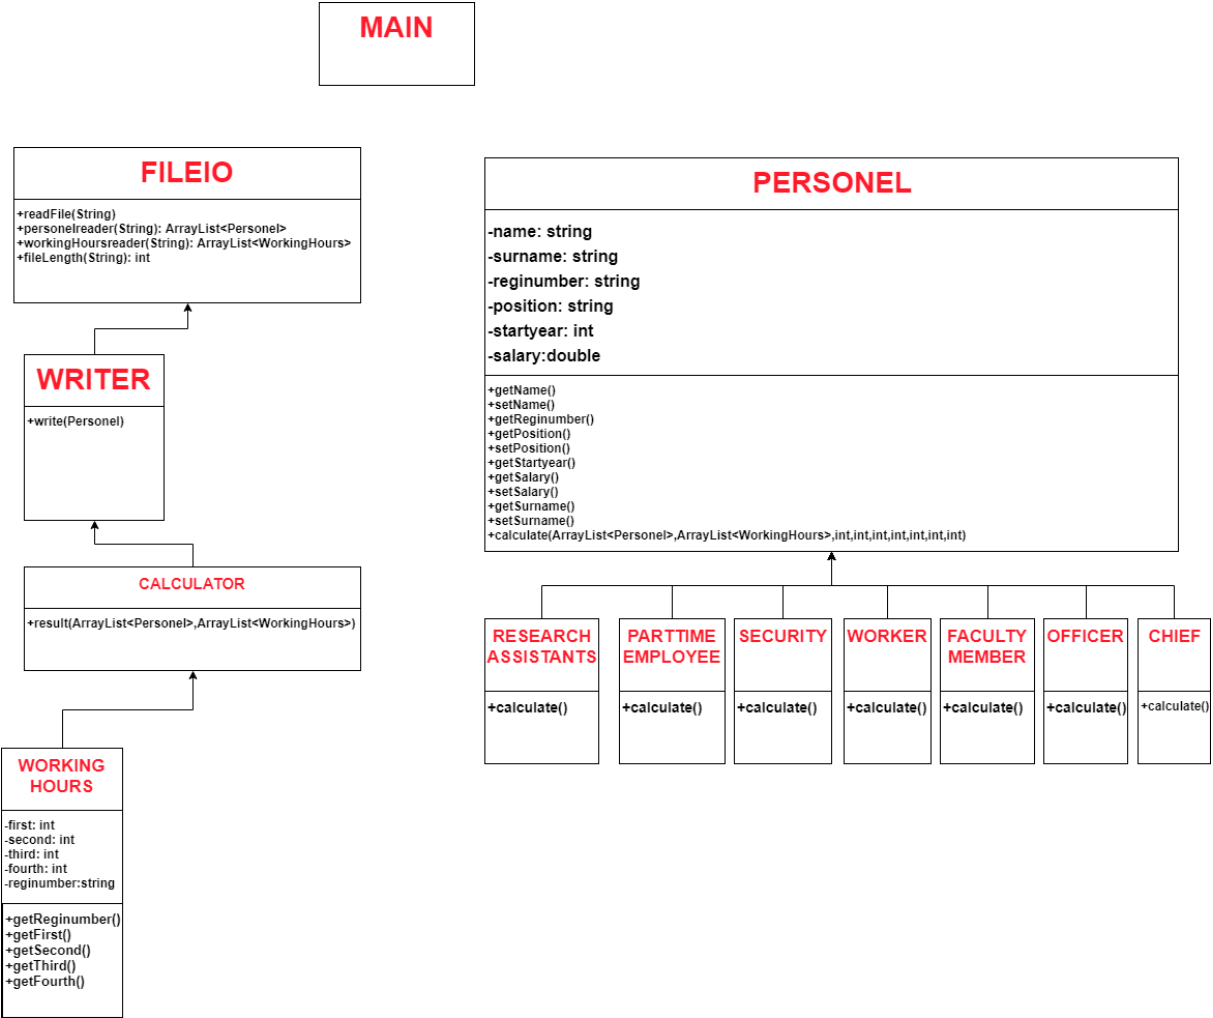 MAIN
FILEIO
+readFile(String)
+personelreader(String): ArrayList<Personel>
+workingHoursreader(String): ArrayList<WorkingHours>
+fileLength(String): int
WRITER
+write(Personel)
CALCULATOR
+result(ArrayList<Personel>,ArrayList<WorkingHours>)
WORKING
HOURS
-first: int
-second: int
-third: int
-fourth: int
-reginumber:string
+getReginumber()
+getFirst()
+getSecond()
+getThird()
+getFourth()
PERSONEL
-name: string
-surname: string
-reginumber: string
-position: string
-startyear: int
-salary:double
+getName()
+setName()
+getReginumber()
+getPosition()
+setPosition()
+getStartyear()
+getSalary()
+setSalary()
+getSurname()
+setSurname()
+calculate(ArrayList<Personel>,ArrayList<WorkingHours>,int,int,int,int,int,int,int)
RESEARCH
ASSISTANTS
+calculate()
PARTTIME
EMPLOYEE
+calculate()
SECURITY
+calculate()
WORKER
+calculate()
FACULTY
MEMBER
+calculate()
OFFICER
+calculate()
CHIEF
+calculate()